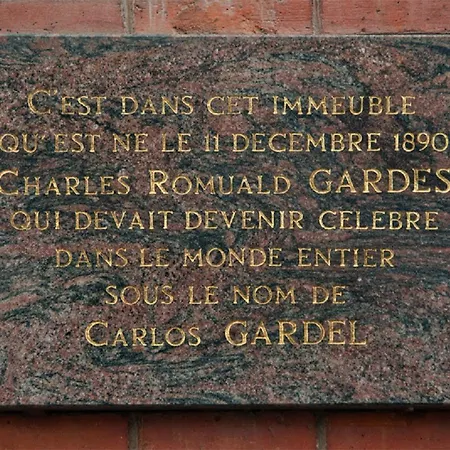 C'EST DANS CET IMMEUBLE
QU'EST NE LE 11 DECEMBRE 1890
CHARLES ROMUALD GARDES
QUI DEVAIT DEVENIR CELEBRE
DANS LE MONDE ENTIER
SOUS LE NOM DE
CARLOS GARDEL